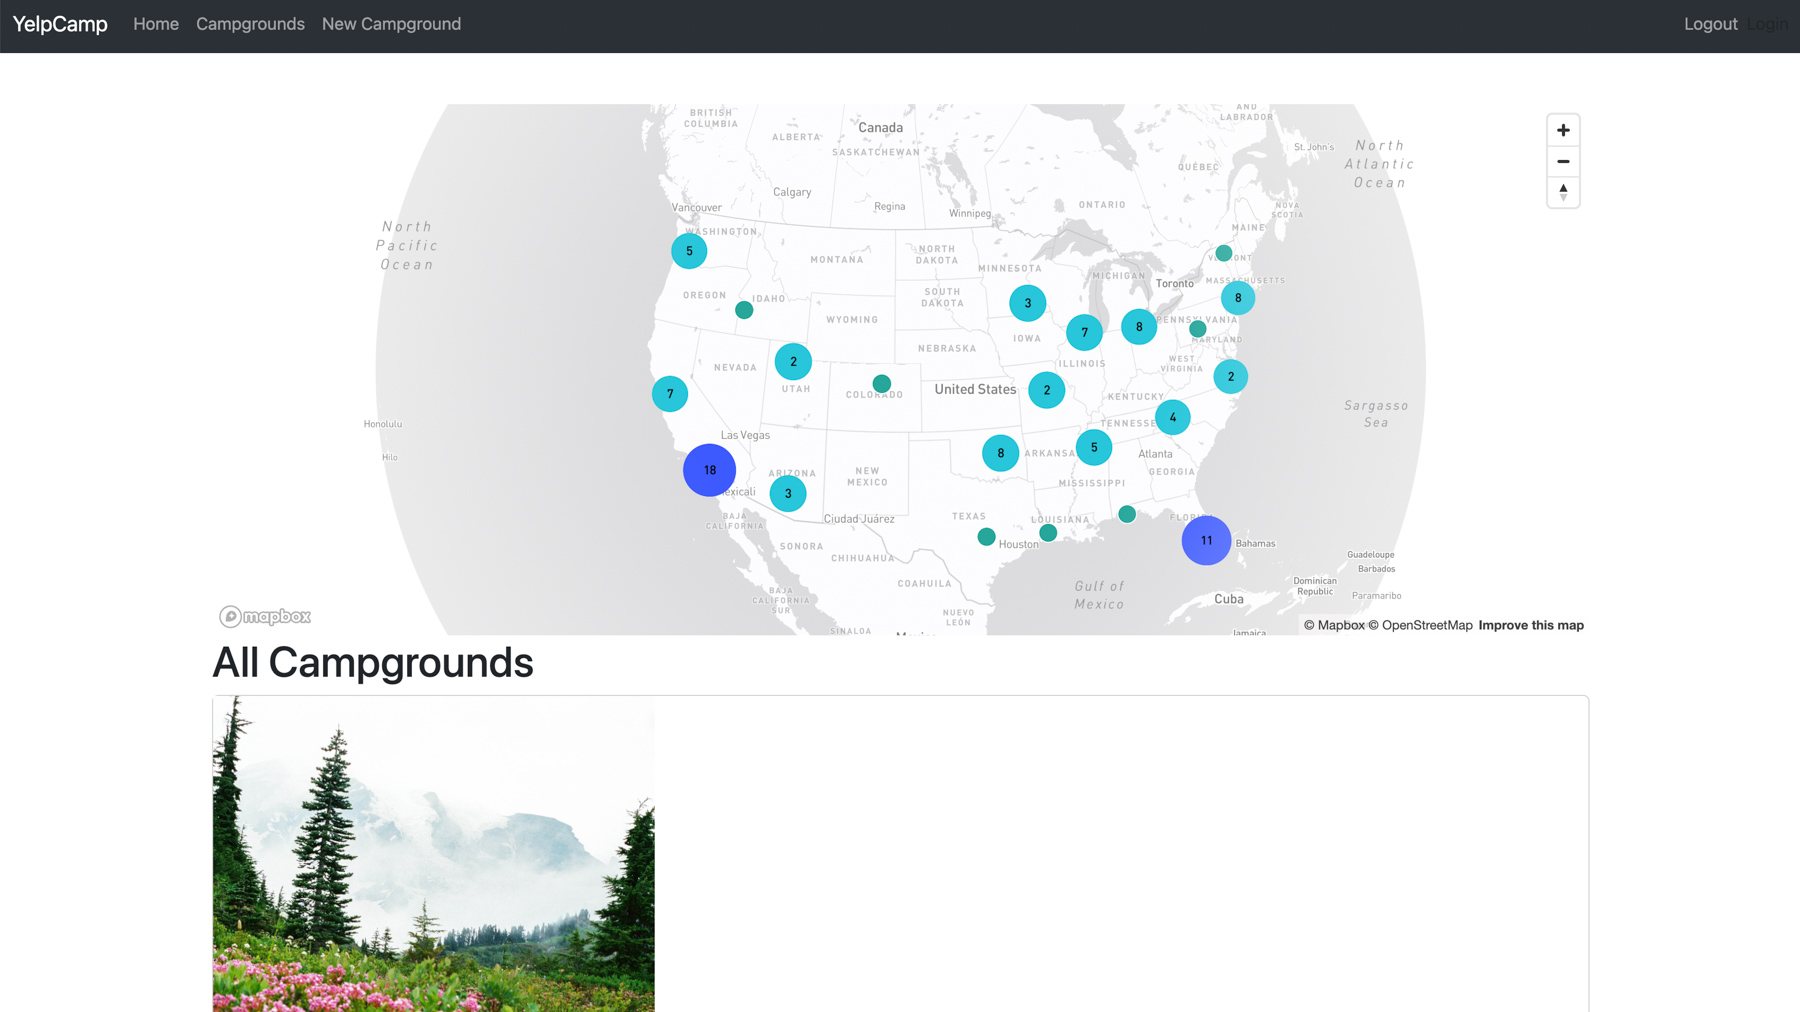 YelpCamp Home Campgrounds New Campground Logout Login
BRITISH
COLUMBIA
ALBERTA
Canada
SASKATCHEWAN
AND
LABRADOR
North
Atlantic
Ocean
St. John's
QUÉBEC
Calgary
Regina
Winnipeg
ONTARIO
NOVA
SCOTIA
Vancouver
WASHINGTON
MAINE
North
Pacific
Ocean
5
MONTANA
NORTH
DAKOTA
MINNESOTA
MICHIGAN
Toronto
MASSACHUSETTS
OREGON
IDAHO
SOUTH
DAKOTA
3
8
WYOMING
7
8
PENNSYLVANIA
IOWA
MARYLAND
NEBRASKA
NEVADA
2
UTAH
ILLINOIS
WEST
VIRGINIA
2
COLORADO
United States
2
KENTUCKY
7
Sargasso
Sea
4
TENNESSE
Honolulu
Las Vegas
8
ARKANSA
5
Atlanta
Hilo
18
ARIZONA
NEW
MEXICO
GEORGIA
MISSISSIPPI
exicali
3
BAJA
CALIFORNIA
Ciudad Juárez
TEXAS
LOUISIANA
FLORI
11
Bahamas
SONORA
CHIHUAHUA
Houston
Guadeloupe
Barbados
COAHUILA
Gulf of
Mexico
Dominican
Republic
Paramaribo
BAJA
CALIFORNIA
SUR
Cuba
NUEVO
LEÓN
mapbox
SINALOA
Jamaica
© Mapbox © OpenStreetMap Improve this map
All Campgrounds